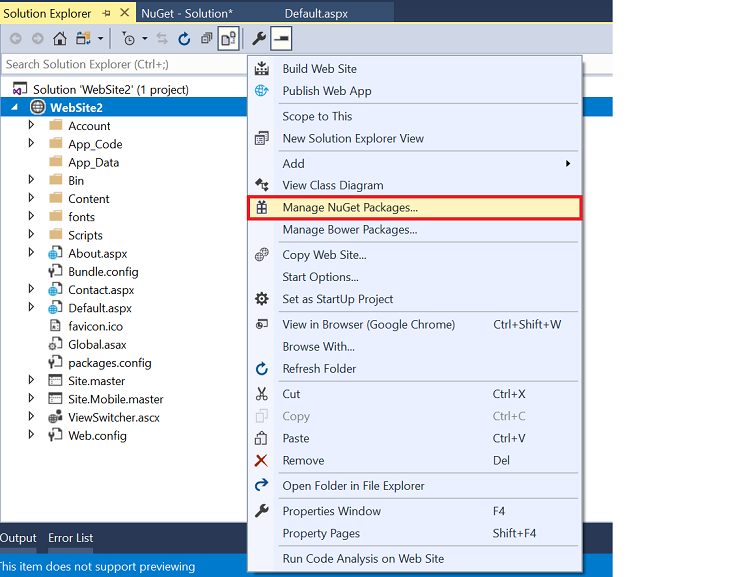 Solution Explorer
NuGet - Solution*
Default.aspx
Search Solution Explorer (Ctrl+;)
Solution 'WebSite2' (1 project)
WebSite2
Account
App_Code
App_Data
Bin
Content
fonts
Scripts
About.aspx
Bundle.config
Contact.aspx
Default.aspx
favicon.ico
Global.asax
packages.config
Site.master
Site.Mobile.master
ViewSwitcher.ascx
Web.config
Build Web Site
Publish Web App
Scope to This
New Solution Explorer View
Add
View Class Diagram
Manage NuGet Packages...
Manage Bower Packages...
Copy Web Site...
Start Options...
Set as StartUp Project
View in Browser (Google Chrome) Ctrl+Shift+W
Browse With...
Refresh Folder
Cut Ctrl+X
Copy Ctrl+C
Paste Ctrl+V
Remove Del
Open Folder in File Explorer
Properties Window F4
Property Pages Shift+F4
Run Code Analysis on Web Site
Output Error List
This item does not support previewing